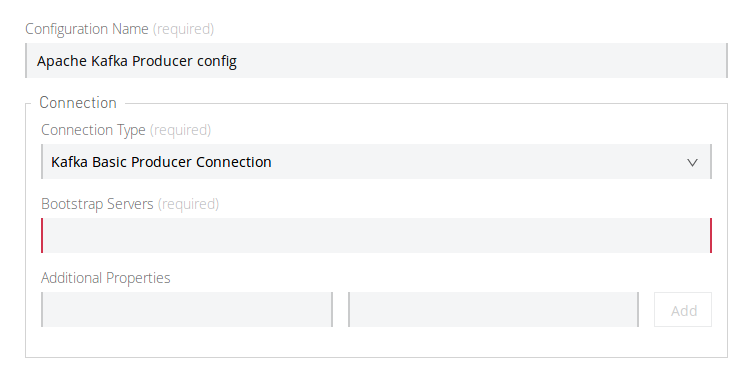 Configuration Name (required)
Apache Kafka Producer config
Connection
Connection Type (required)
Kafka Basic Producer Connection
Bootstrap Servers (required)
Additional Properties
Add